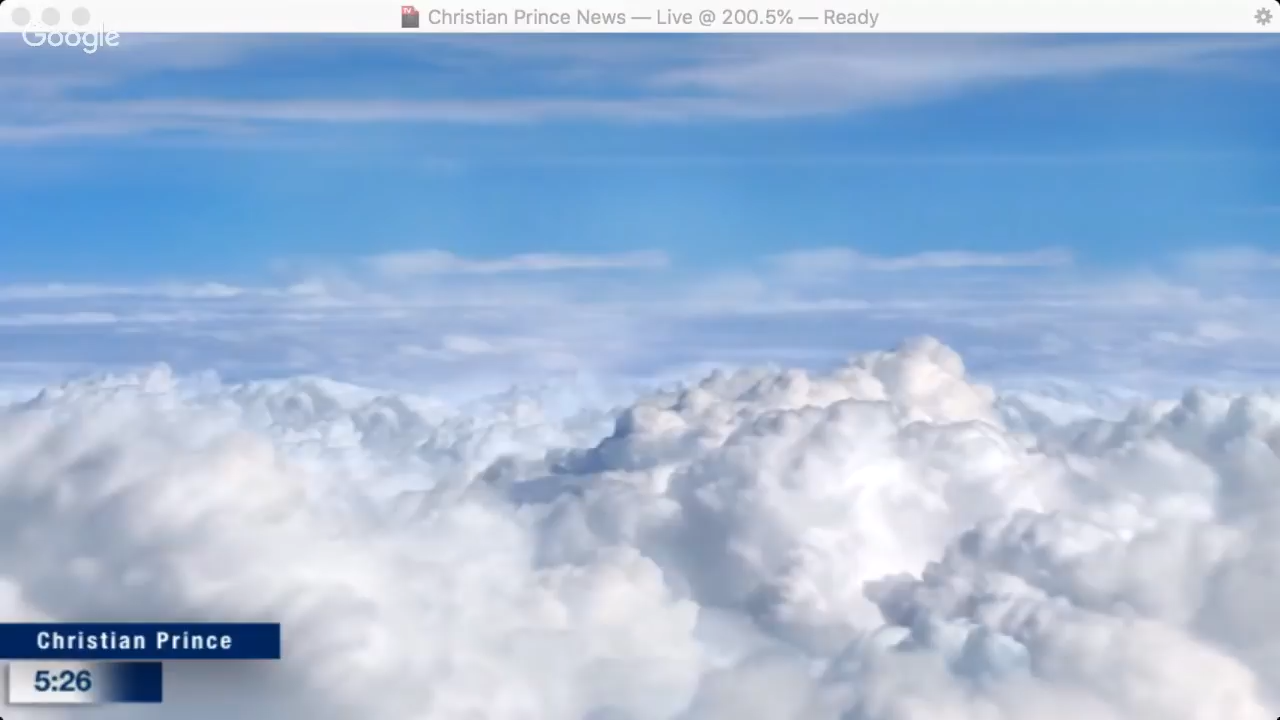 Christian Prince News — Live @ 200.5% — Ready
Google
Christian Prince
5:26